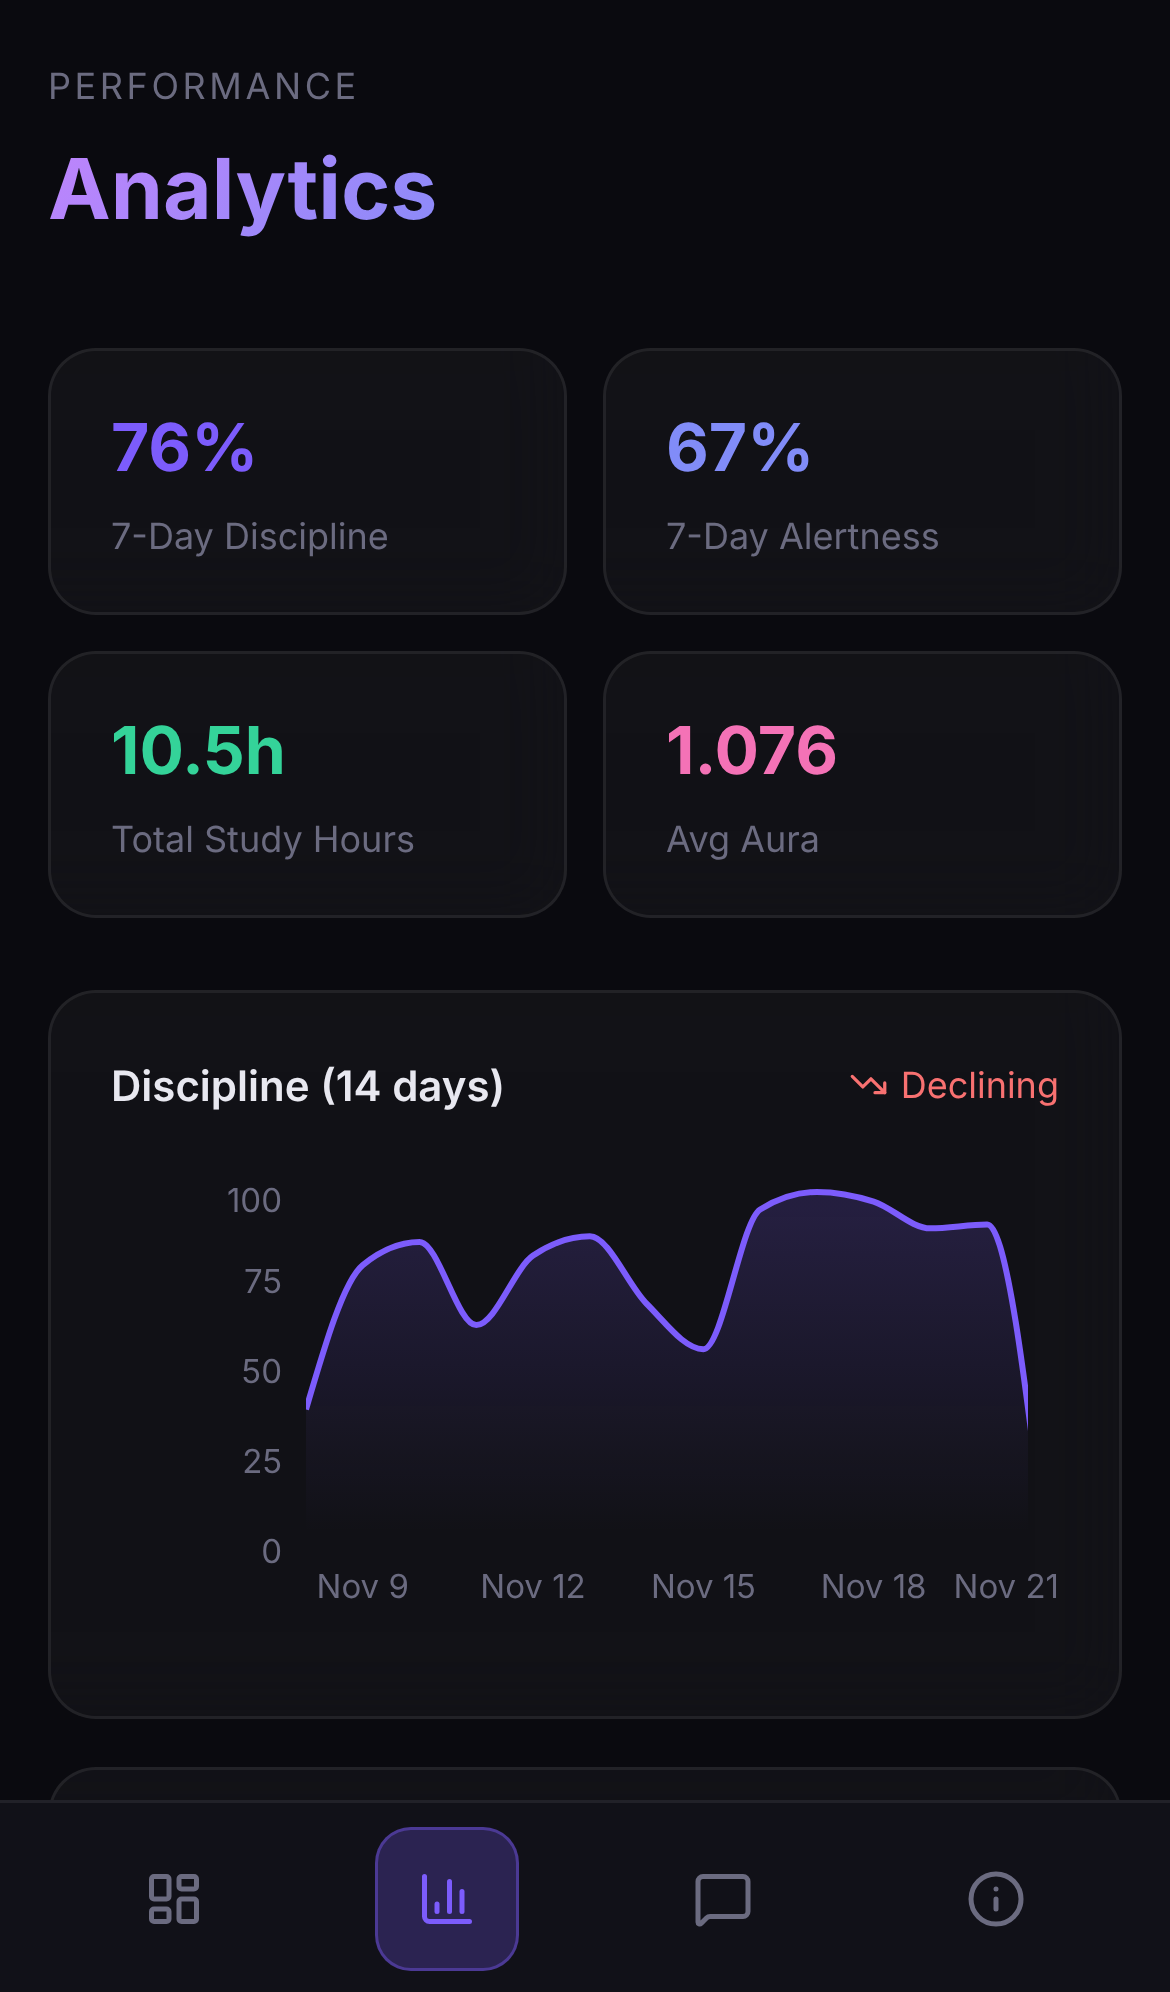 PERFORMANCE
Analytics
76%
7-Day Discipline
67%
7-Day Alertness
10.5h
Total Study Hours
1.076
Avg Aura
Discipline (14 days)
Declining
100
75
50
25
0
Nov 9 Nov 12 Nov 15 Nov 18 Nov 21